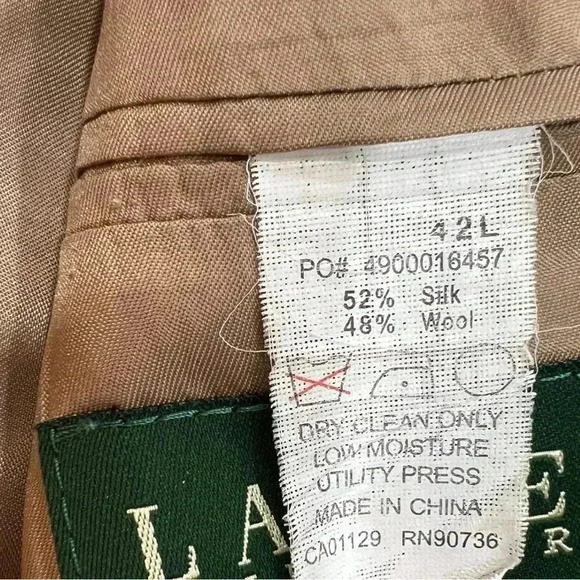 42L
PO# 4900016457
52% Silk
48% Wool
DRY CLEAN ONLY
LOW MOISTURE
UTILITY PRESS
MADE IN CHINA
CA01129 RN90736
L A E
R